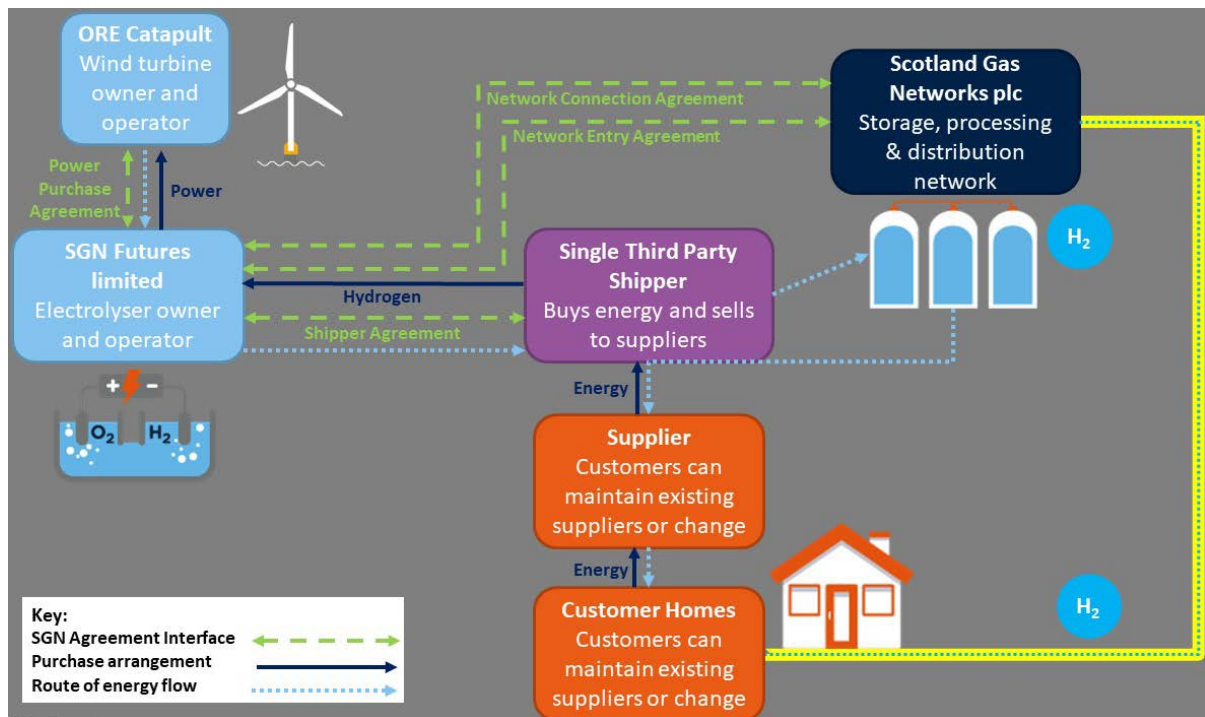 ORE Catapult
Wind turbine
owner and
operator
Network Connection Agreement
Network Entry Agreement
Scotland Gas
Networks plc
Storage, processing
& distribution
network
Power
Purchase
Agreement
Power
SGN Futures
limited
Electrolyser owner
and operator
Hydrogen
Shipper Agreement
Single Third Party
Shipper
Buys energy and sells
to suppliers
H₂
+ −
O₂ H₂
Energy
Supplier
Customers can
maintain existing
suppliers or change
Energy
Customer Homes
Customers can
maintain existing
suppliers or change
H₂
Key:
SGN Agreement Interface
Purchase arrangement
Route of energy flow